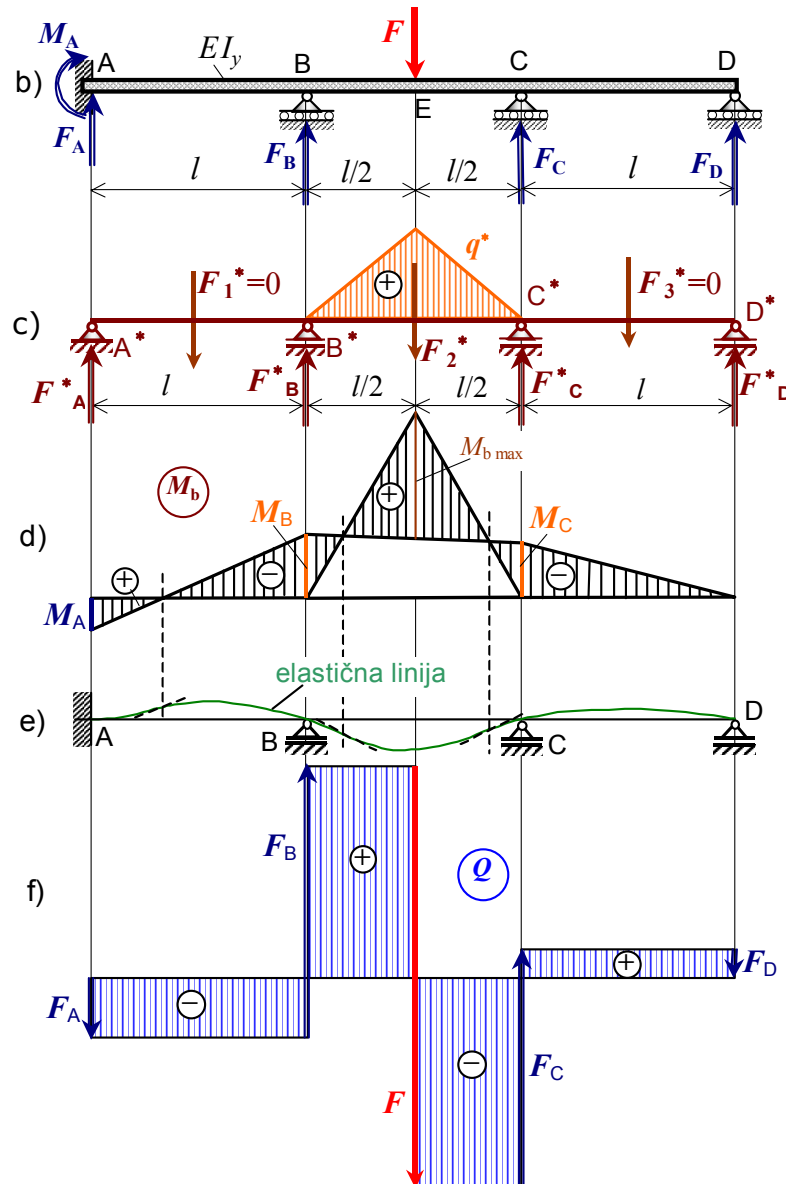 M_A A EI_y B F C D
b)
E
F_A F_B F_C F_D
l l/2 l/2 l
q*
F_1*=0 + C* F_3*=0
c) D*
A* B* F_2*
F*_A l F*_B l/2 l/2 F*_C l F*_D
M_b + M_b max
d) M_B M_C
+ − −
M_A
elastična linija
e) A B C D
F_B + Q
f)
+ F_D
F_A −
− F_C
F